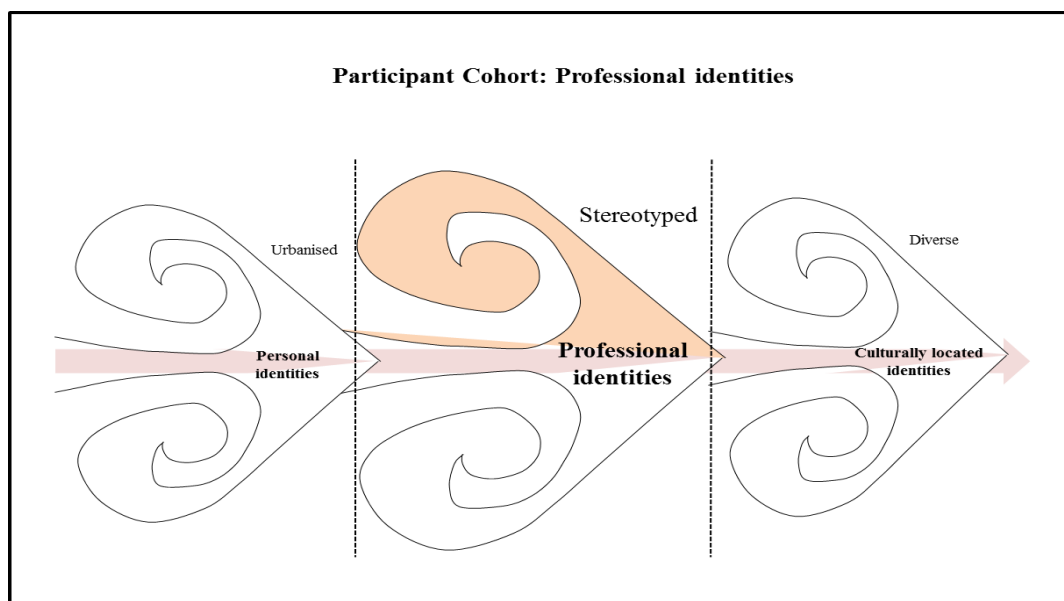 Participant Cohort: Professional identities
Urbanised
Stereotyped
Diverse
Personal
identities
Professional
identities
Culturally located
identities